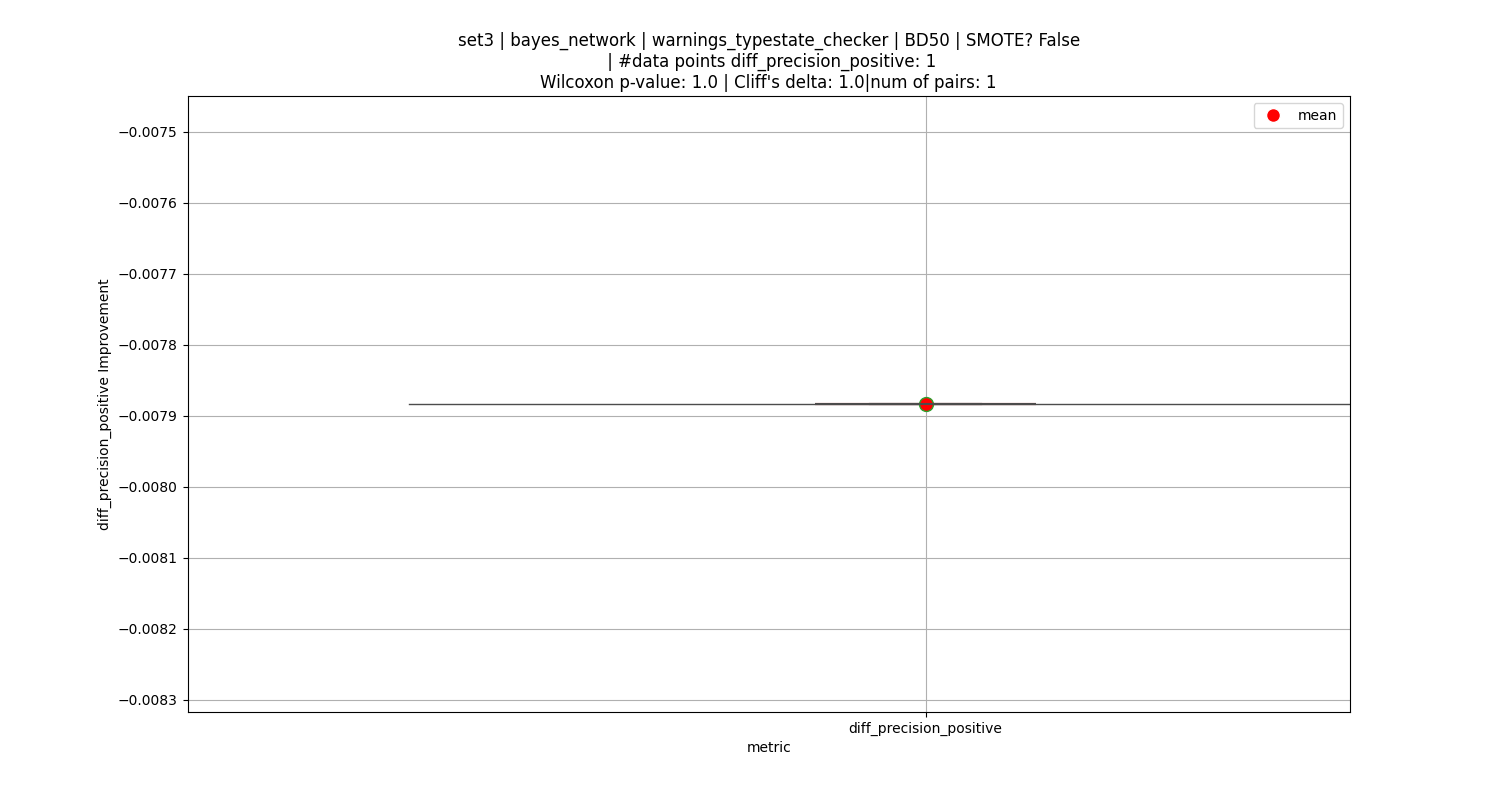 set3 | bayes_network | warnings_typestate_checker | BD50 | SMOTE? False
| #data points diff_precision_positive: 1
Wilcoxon p-value: 1.0 | Cliff's delta: 1.0|num of pairs: 1
mean
−0.0075
−0.0076
−0.0077
−0.0078
−0.0079
−0.0080
−0.0081
−0.0082
−0.0083
diff_precision_positive Improvement
diff_precision_positive
metric